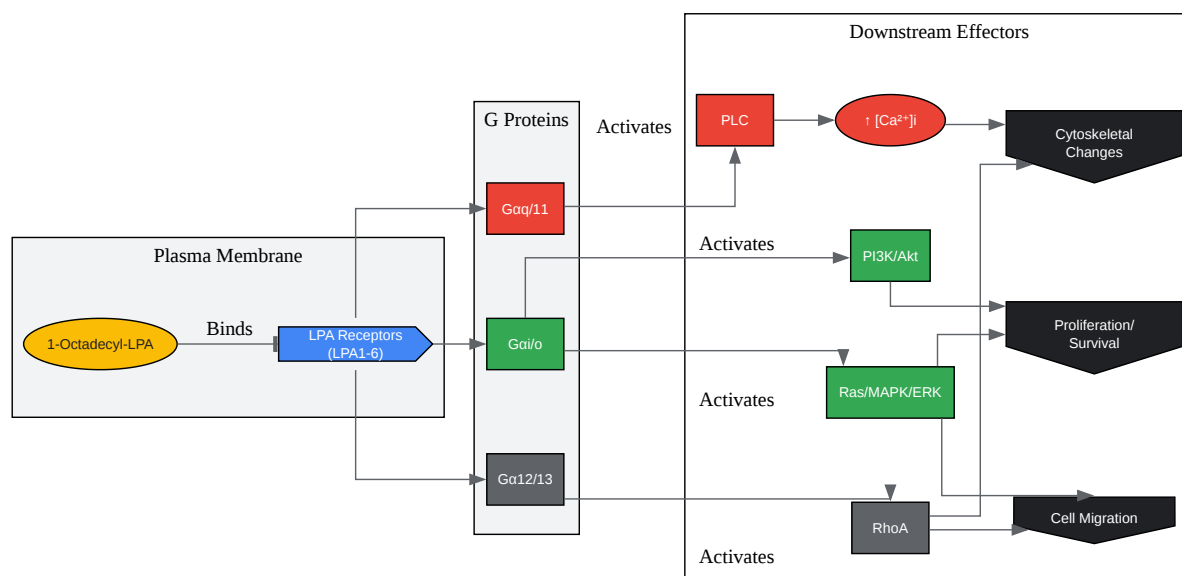 Downstream Effectors
G Proteins
Activates
PLC
↑ [Ca²⁺]i
Cytoskeletal
Changes
Gαq/11
Plasma Membrane
Activates
PI3K/Akt
1-Octadecyl-LPA
Binds
LPA Receptors
(LPA1-6)
Gαi/o
Proliferation/
Survival
Activates
Ras/MAPK/ERK
Gα12/13
RhoA
Cell Migration
Activates